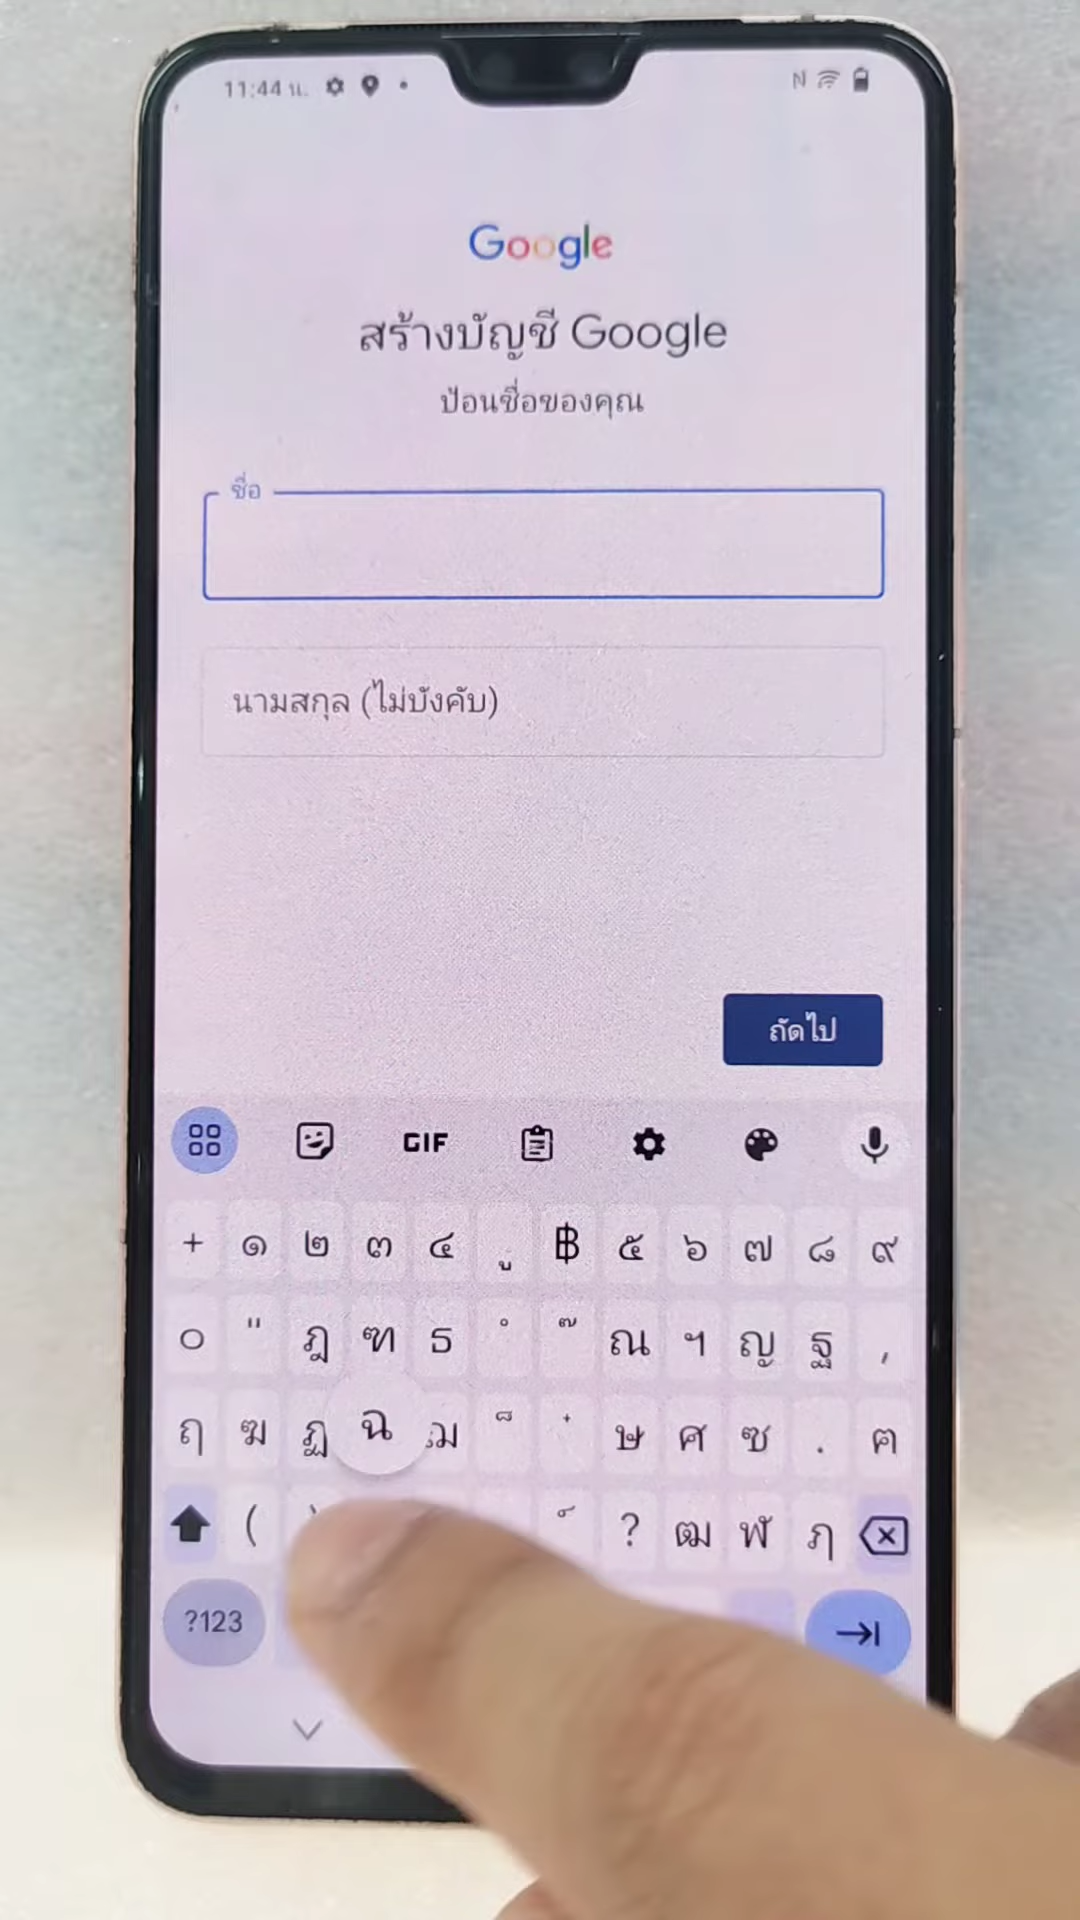 11:44 น.
N
Google
สร้างบัญชี Google
ป้อนชื่อของคุณ
ชื่อ
นามสกุล (ไม่บังคับ)
ถัดไป
GIF
+ ๑ ๒ ๓ ๔ ู ฿ ๕ ๖ ๗ ๘ ๙
๐ " ฎ ฑ ธ ํ ๊ ณ ฯ ญ ฐ ,
ฤ ฆ ฏ ฉ ฌ ็ ๋ ษ ศ ซ . ฅ
( ์ ? ฒ ฬ ฦ
?123